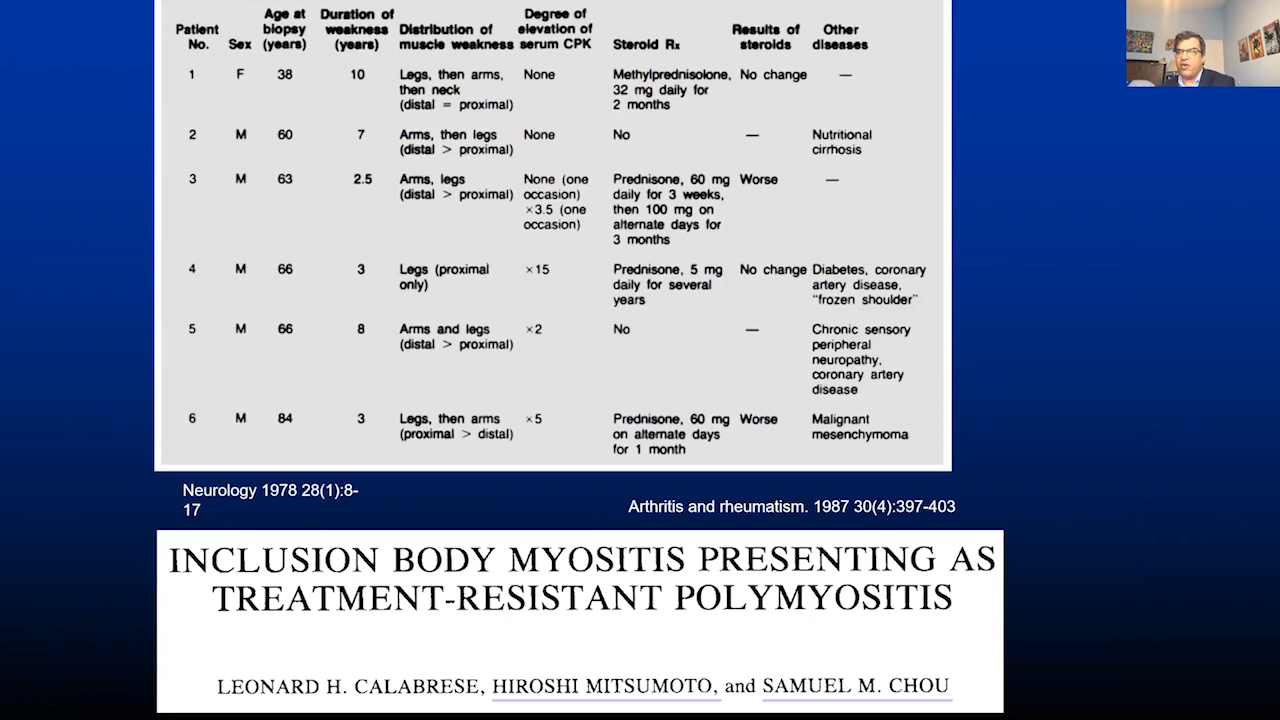 Patient No. Sex Age at biopsy (years) Duration of weakness (years) Distribution of muscle weakness Degree of elevation of serum CPK Steroid Rx Results of steroids Other diseases
1 F 38 10 Legs, then arms, then neck (distal = proximal) None Methylprednisolone, 32 mg daily for 2 months No change —
2 M 60 7 Arms, then legs (distal > proximal) None No — Nutritional cirrhosis
3 M 63 2.5 Arms, legs (distal > proximal) None (one occasion) ×3.5 (one occasion) Prednisone, 60 mg daily for 3 weeks, then 100 mg on alternate days for 3 months Worse —
4 M 66 3 Legs (proximal only) ×15 Prednisone, 5 mg daily for several years No change Diabetes, coronary artery disease, "frozen shoulder"
5 M 66 8 Arms and legs (distal > proximal) ×2 No — Chronic sensory peripheral neuropathy, coronary artery disease
6 M 84 3 Legs, then arms (proximal > distal) ×5 Prednisone, 60 mg on alternate days for 1 month Worse Malignant mesenchymoma
Neurology 1978 28(1):8-
17
Arthritis and rheumatism. 1987 30(4):397-403
INCLUSION BODY MYOSITIS PRESENTING AS
TREATMENT-RESISTANT POLYMYOSITIS
LEONARD H. CALABRESE, HIROSHI MITSUMOTO, and SAMUEL M. CHOU